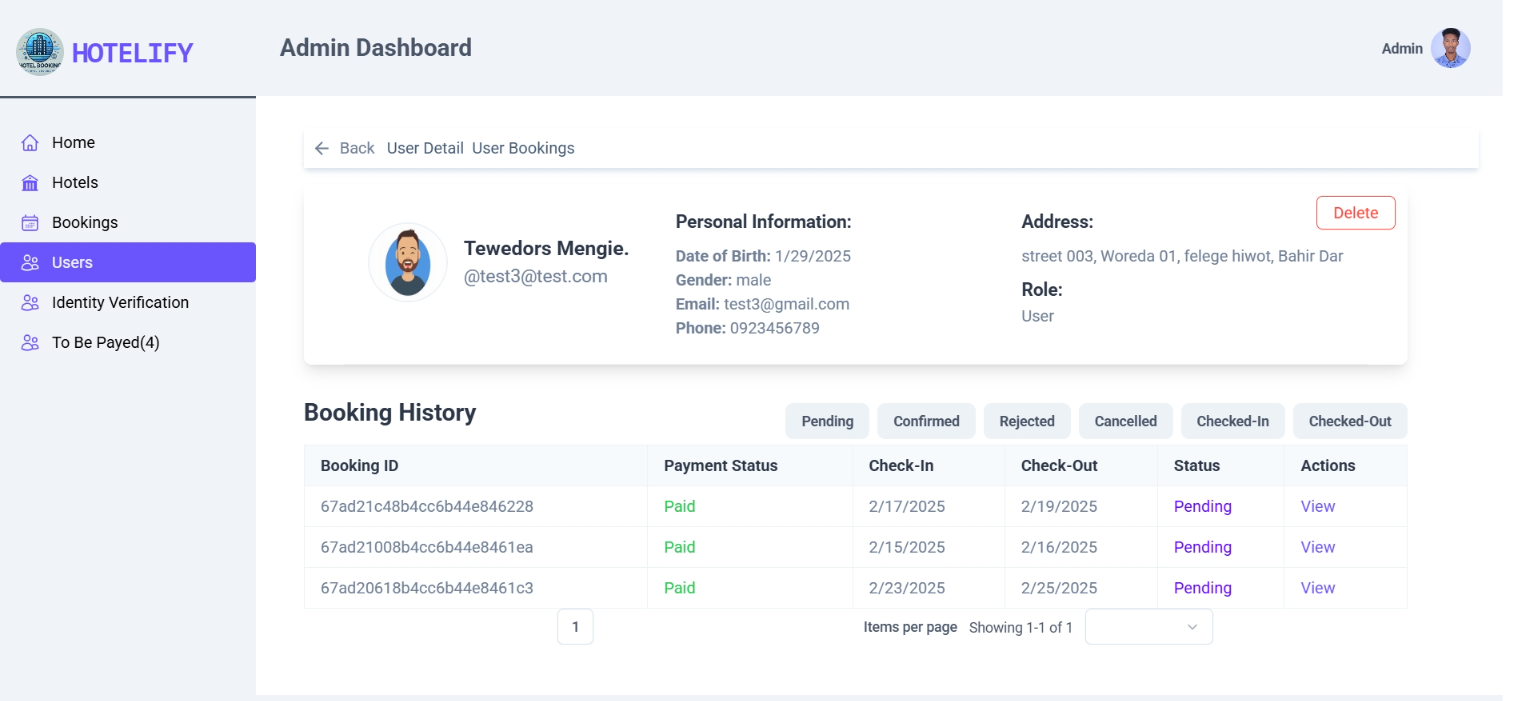 HOTELIFY
Admin Dashboard
Admin
Home
Hotels
Bookings
Users
Identity Verification
To Be Payed(4)
Back User Detail User Bookings
Tewedors Mengie.
@test3@test.com
Personal Information:
Date of Birth: 1/29/2025
Gender: male
Email: test3@gmail.com
Phone: 0923456789
Address:
street 003, Woreda 01, felege hiwot, Bahir Dar
Role:
User
Delete
Booking History
Pending Confirmed Rejected Cancelled Checked-In Checked-Out
Booking ID Payment Status Check-In Check-Out Status Actions
67ad21c48b4cc6b44e846228 Paid 2/17/2025 2/19/2025 Pending View
67ad21008b4cc6b44e8461ea Paid 2/15/2025 2/16/2025 Pending View
67ad20618b4cc6b44e8461c3 Paid 2/23/2025 2/25/2025 Pending View
1 Items per page Showing 1-1 of 1